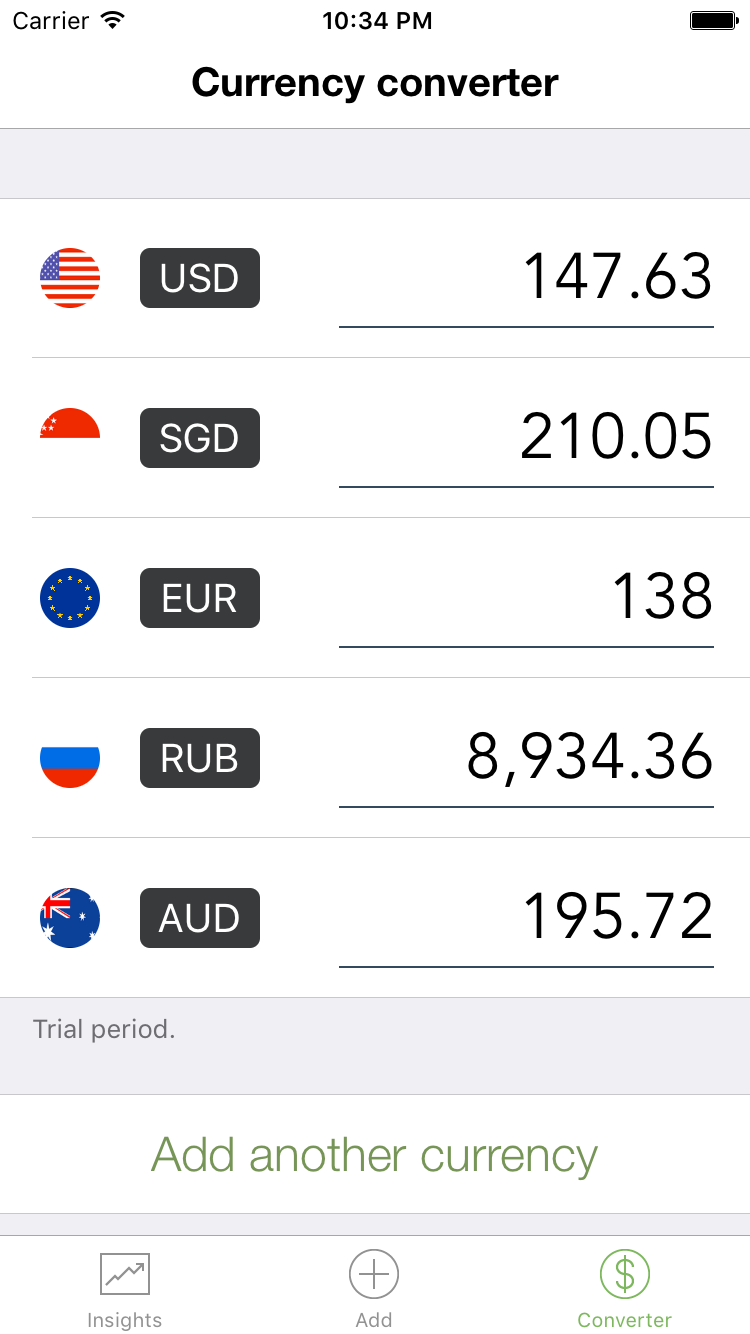 Carrier 10:34 PM
Currency converter
USD 147.63
SGD 210.05
EUR 138
RUB 8,934.36
AUD 195.72
Trial period.
Add another currency
Insights Add Converter